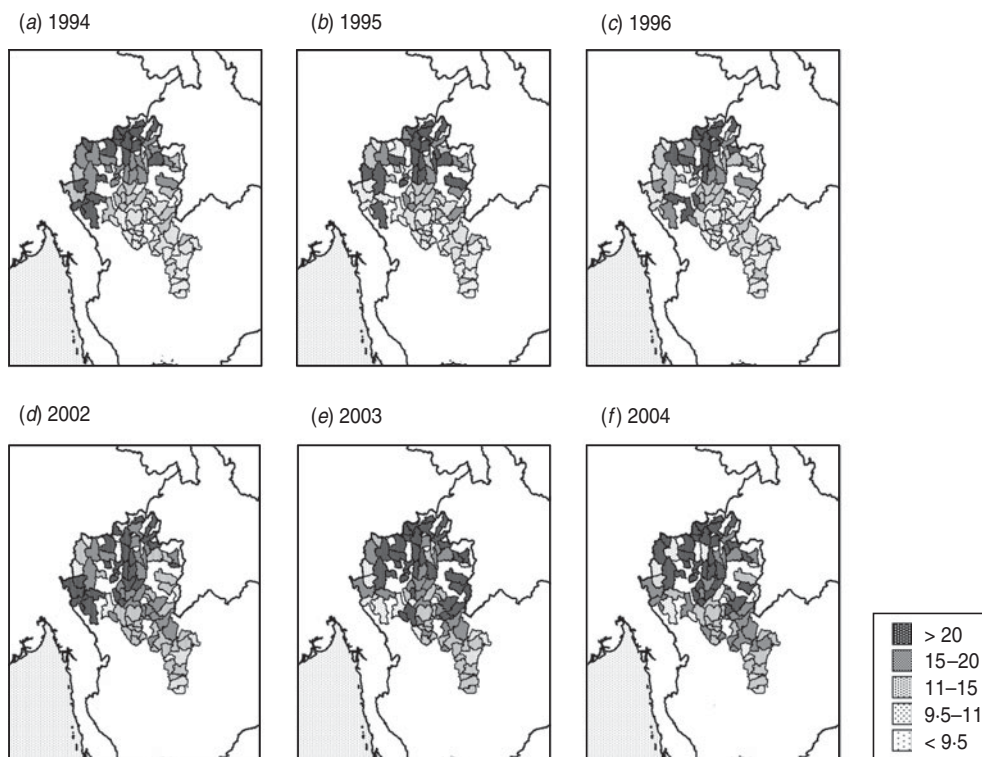 (a) 1994
(b) 1995
(c) 1996
(d) 2002
(e) 2003
(f) 2004
> 20
15–20
11–15
9·5–11
< 9·5